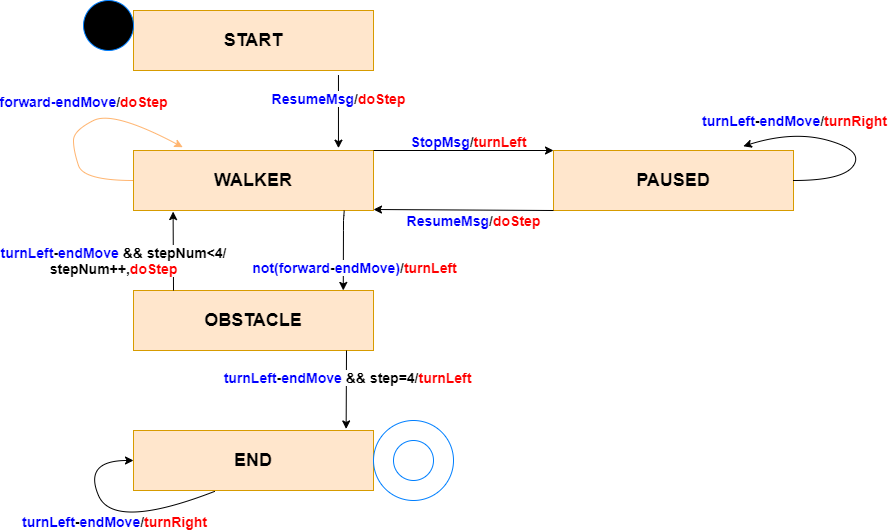 START
ResumeMsg/doStep
forward-endMove/doStep
turnLeft-endMove/turnRight
StopMsg/turnLeft
WALKER
PAUSED
ResumeMsg/doStep
turnLeft-endMove && stepNum<4/
stepNum++,doStep
not(forward-endMove)/turnLeft
OBSTACLE
turnLeft-endMove && step=4/turnLeft
END
turnLeft-endMove/turnRight